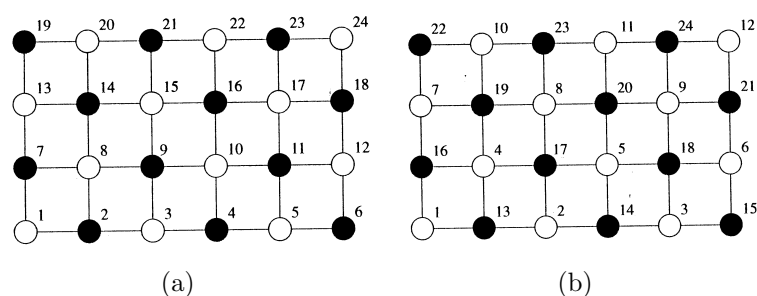 19 20 21 22 23 24
13 14 15 16 17 18
7 8 9 10 11 12
1 2 3 4 5 6
(a)
22 10 23 11 24 12
7 19 8 20 9 21
16 4 17 5 18 6
1 13 2 14 3 15
(b)